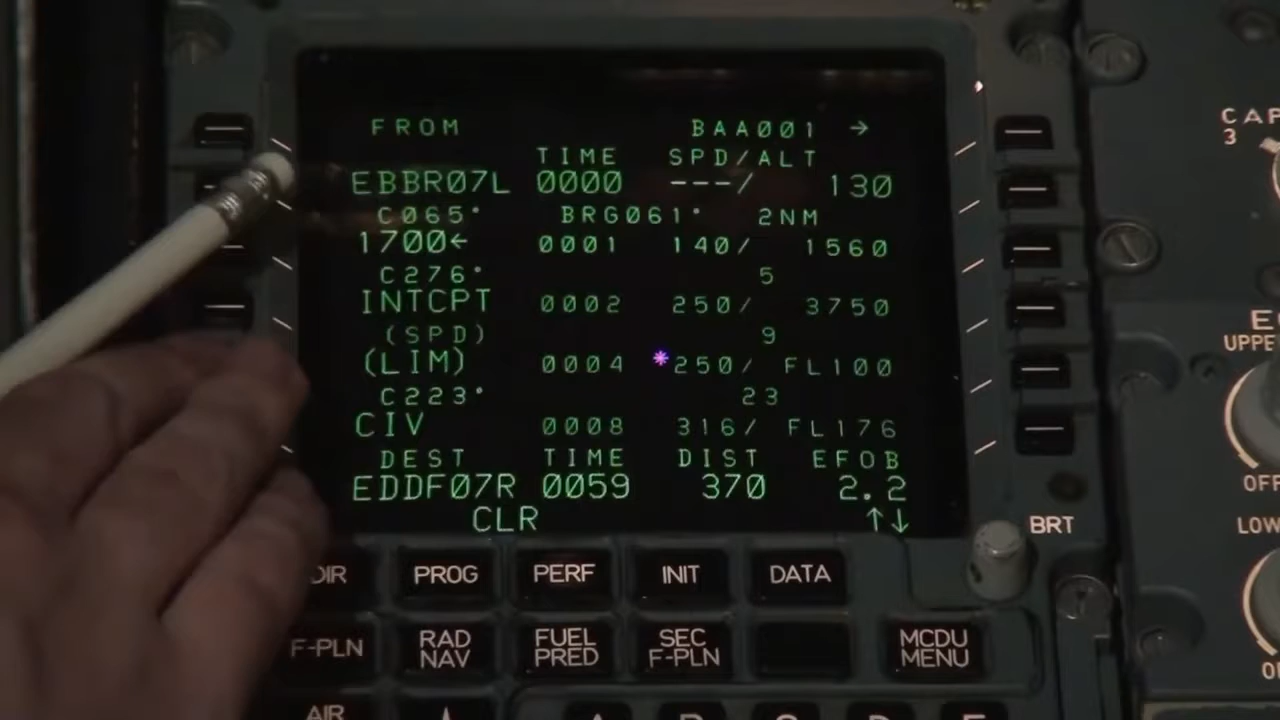 FROM BAA001 →
TIME SPD/ALT
EBBR07L 0000 ---/ 130
C065° BRG061° 2NM
1700← 0001 140/ 1560
C276° 5
INTCPT 0002 250/ 3750
(SPD) 9
(LIM) 0004 *250/ FL100
C223° 23
CIV 0008 316/ FL176
DEST TIME DIST EFOB
EDDF07R 0059 370 2.2
CLR ↑↓
BRT
DIR PROG PERF INIT DATA
F-PLN RAD NAV FUEL PRED SEC F-PLN MCDU MENU
AIR
3